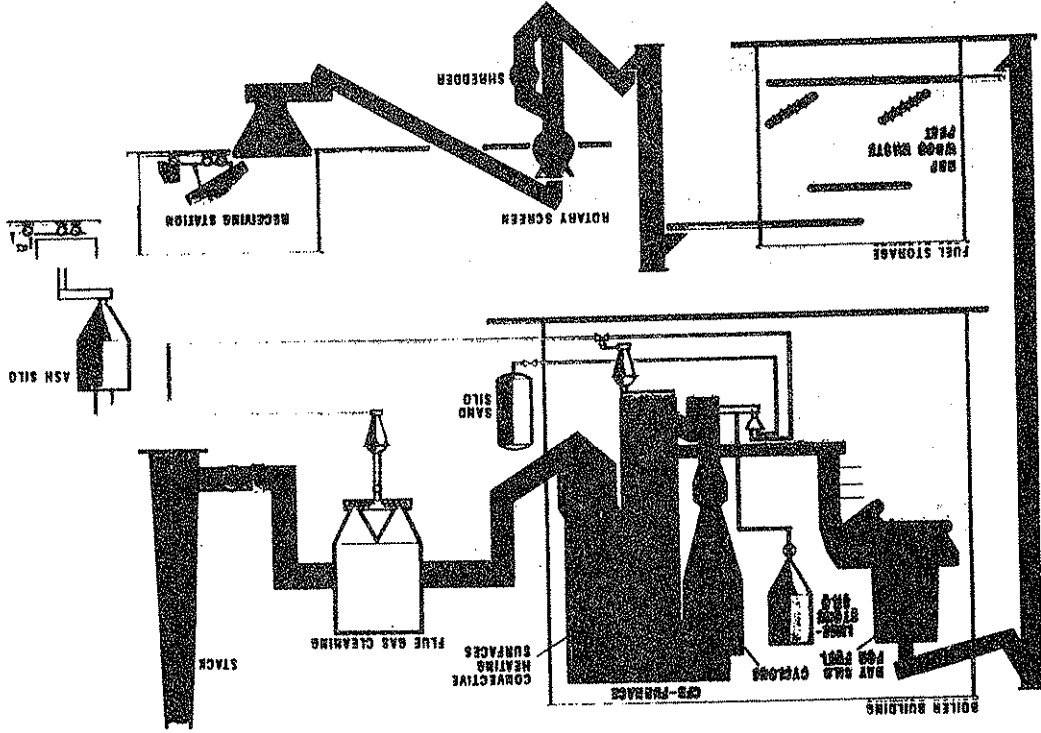 BOILER BUILDING
CFB-FURNACE
DAY SILO
FOR FUEL
CYCLONE
CONVECTIVE
HEATING
SURFACES
STACK
FLUE GAS CLEANING
LIME-
STONE
SILO
SAND
SILO
ASH SILO
FUEL STORAGE
ROTARY SCREEN
RECEIVING STATION
RDF
WOOD WASTE
PEAT
SHREDDER